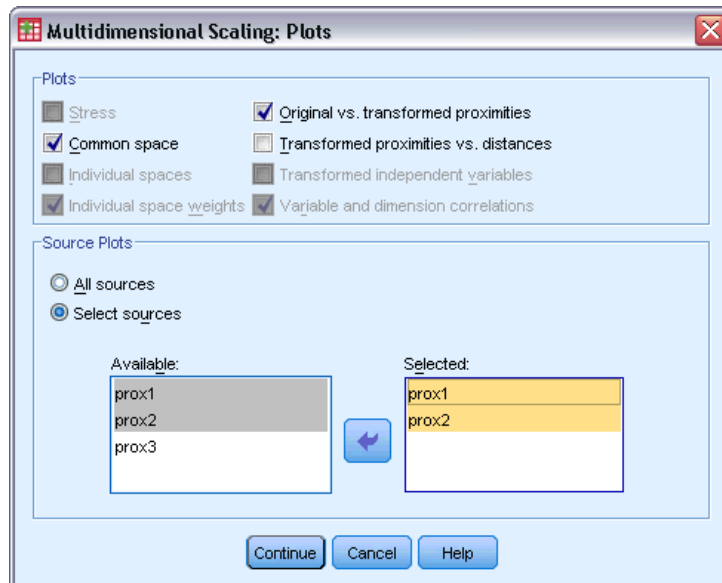 Multidimensional Scaling: Plots
Plots
Stress
Original vs. transformed proximities
Common space
Transformed proximities vs. distances
Individual spaces
Transformed independent variables
Individual space weights
Variable and dimension correlations
Source Plots
All sources
Select sources
Available:
prox1
prox2
prox3
Selected:
prox1
prox2
Continue
Cancel
Help